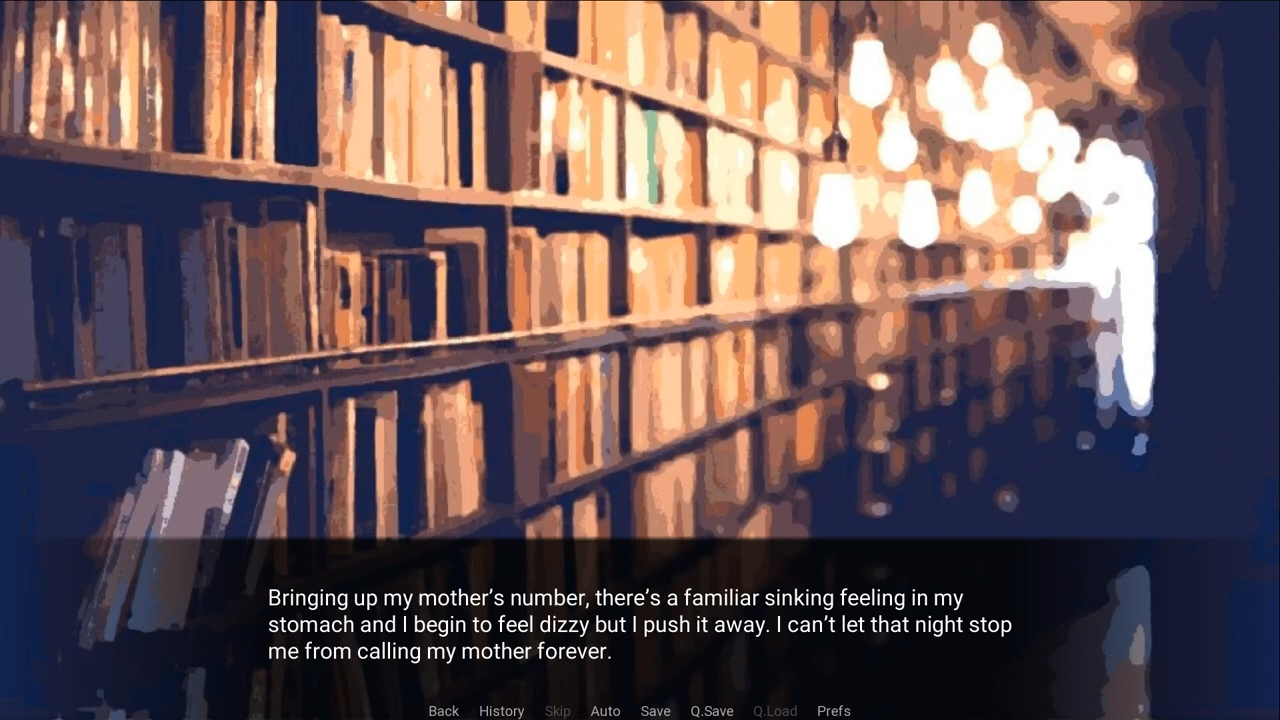 Bringing up my mother’s number, there’s a familiar sinking feeling in my
stomach and I begin to feel dizzy but I push it away. I can’t let that night stop
me from calling my mother forever.
Back History Skip Auto Save Q.Save Q.Load Prefs